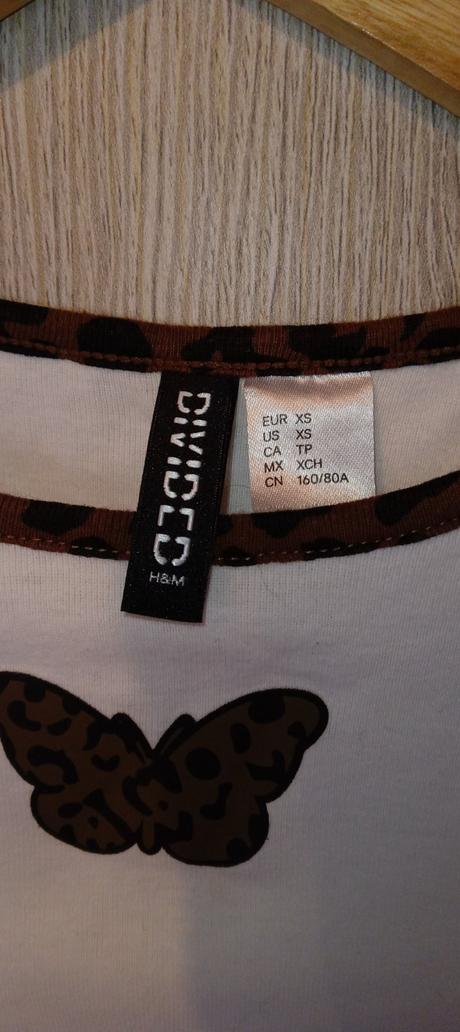 DIVIDED
H&M
EUR XS
US XS
CA TP
MX XCH
CN 160/80A